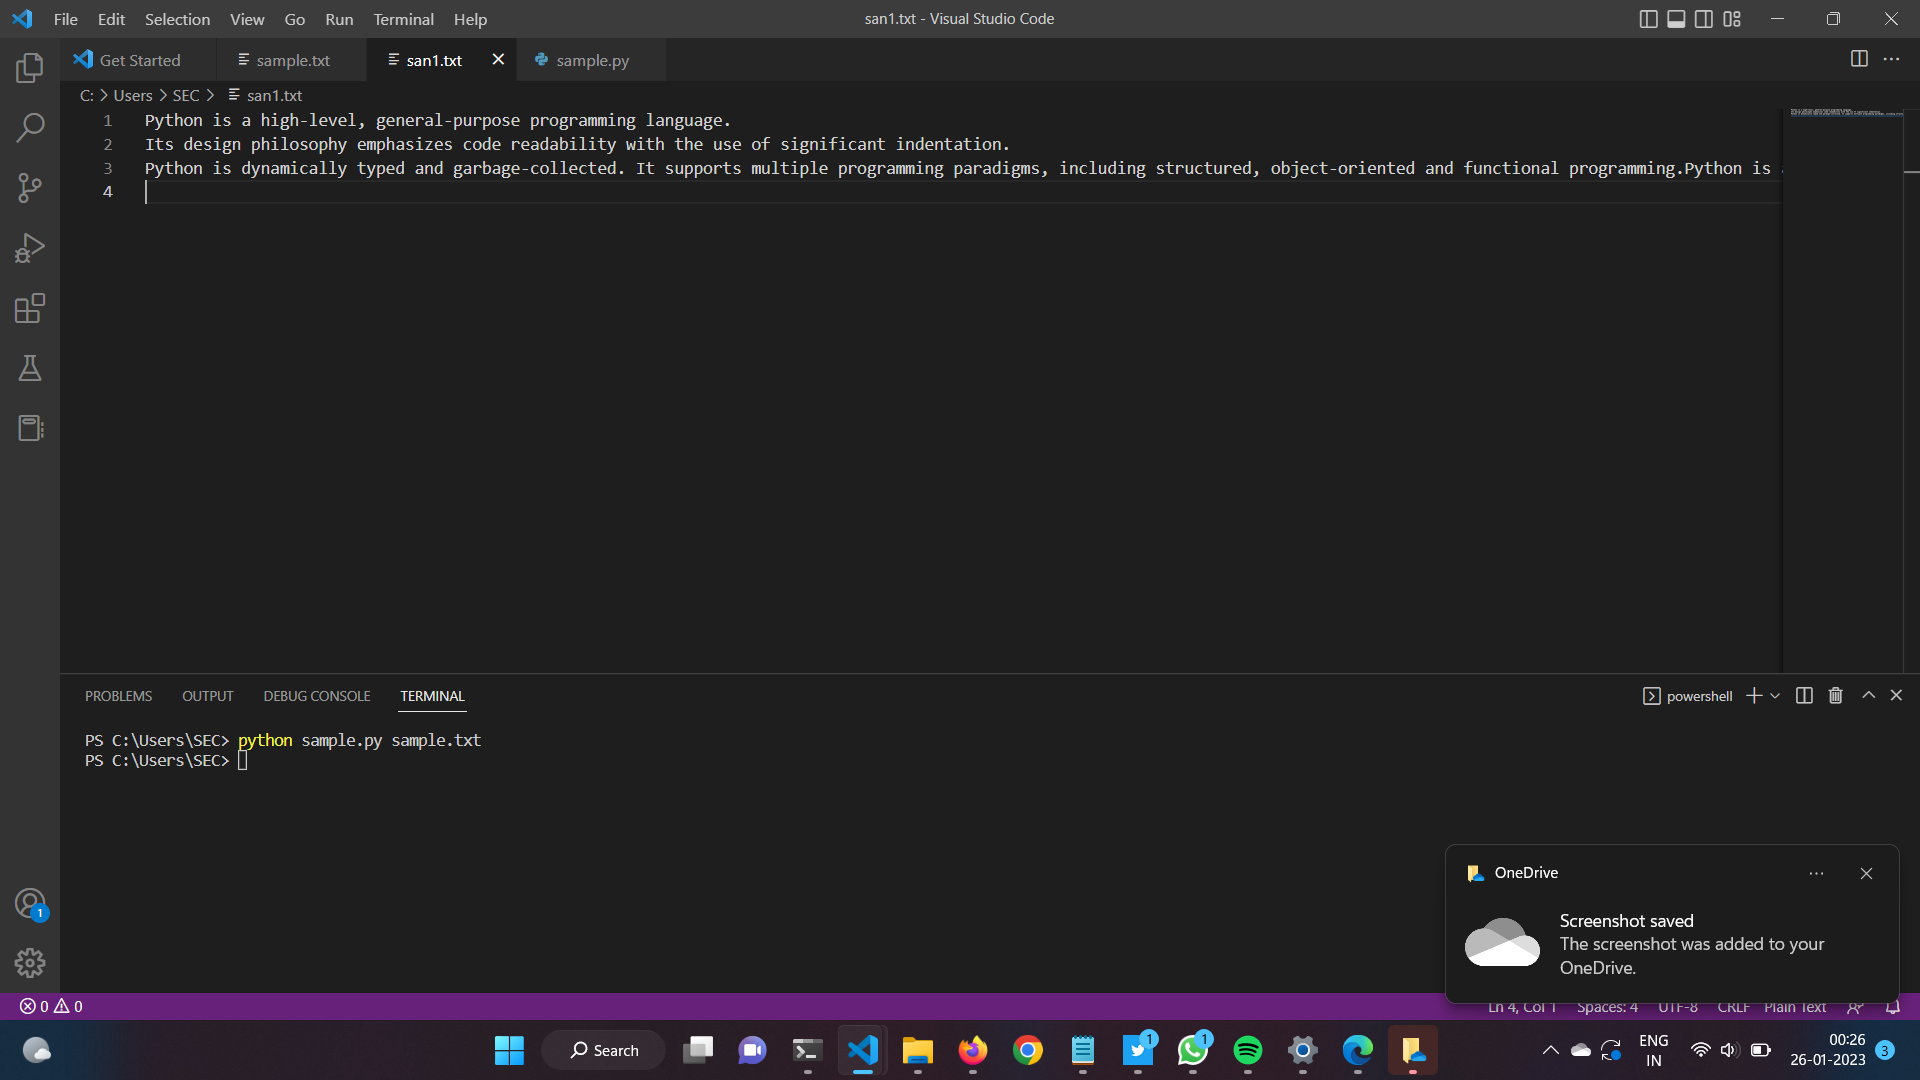 File Edit Selection View Go Run Terminal Help
san1.txt - Visual Studio Code
Get Started sample.txt san1.txt sample.py
C: > Users > SEC > san1.txt
1 Python is a high-level, general-purpose programming language.
2 Its design philosophy emphasizes code readability with the use of significant indentation.
3 Python is dynamically typed and garbage-collected. It supports multiple programming paradigms, including structured, object-oriented and functional programming.Python is
4
PROBLEMS OUTPUT DEBUG CONSOLE TERMINAL
powershell
PS C:\Users\SEC> python sample.py sample.txt
PS C:\Users\SEC>
OneDrive
Screenshot saved
The screenshot was added to your
OneDrive.
1
0 0
Ln 4, Col 1 Spaces: 4 UTF-8 CRLF Plain Text
Search
1
1
ENG
IN
00:26
26-01-2023
3